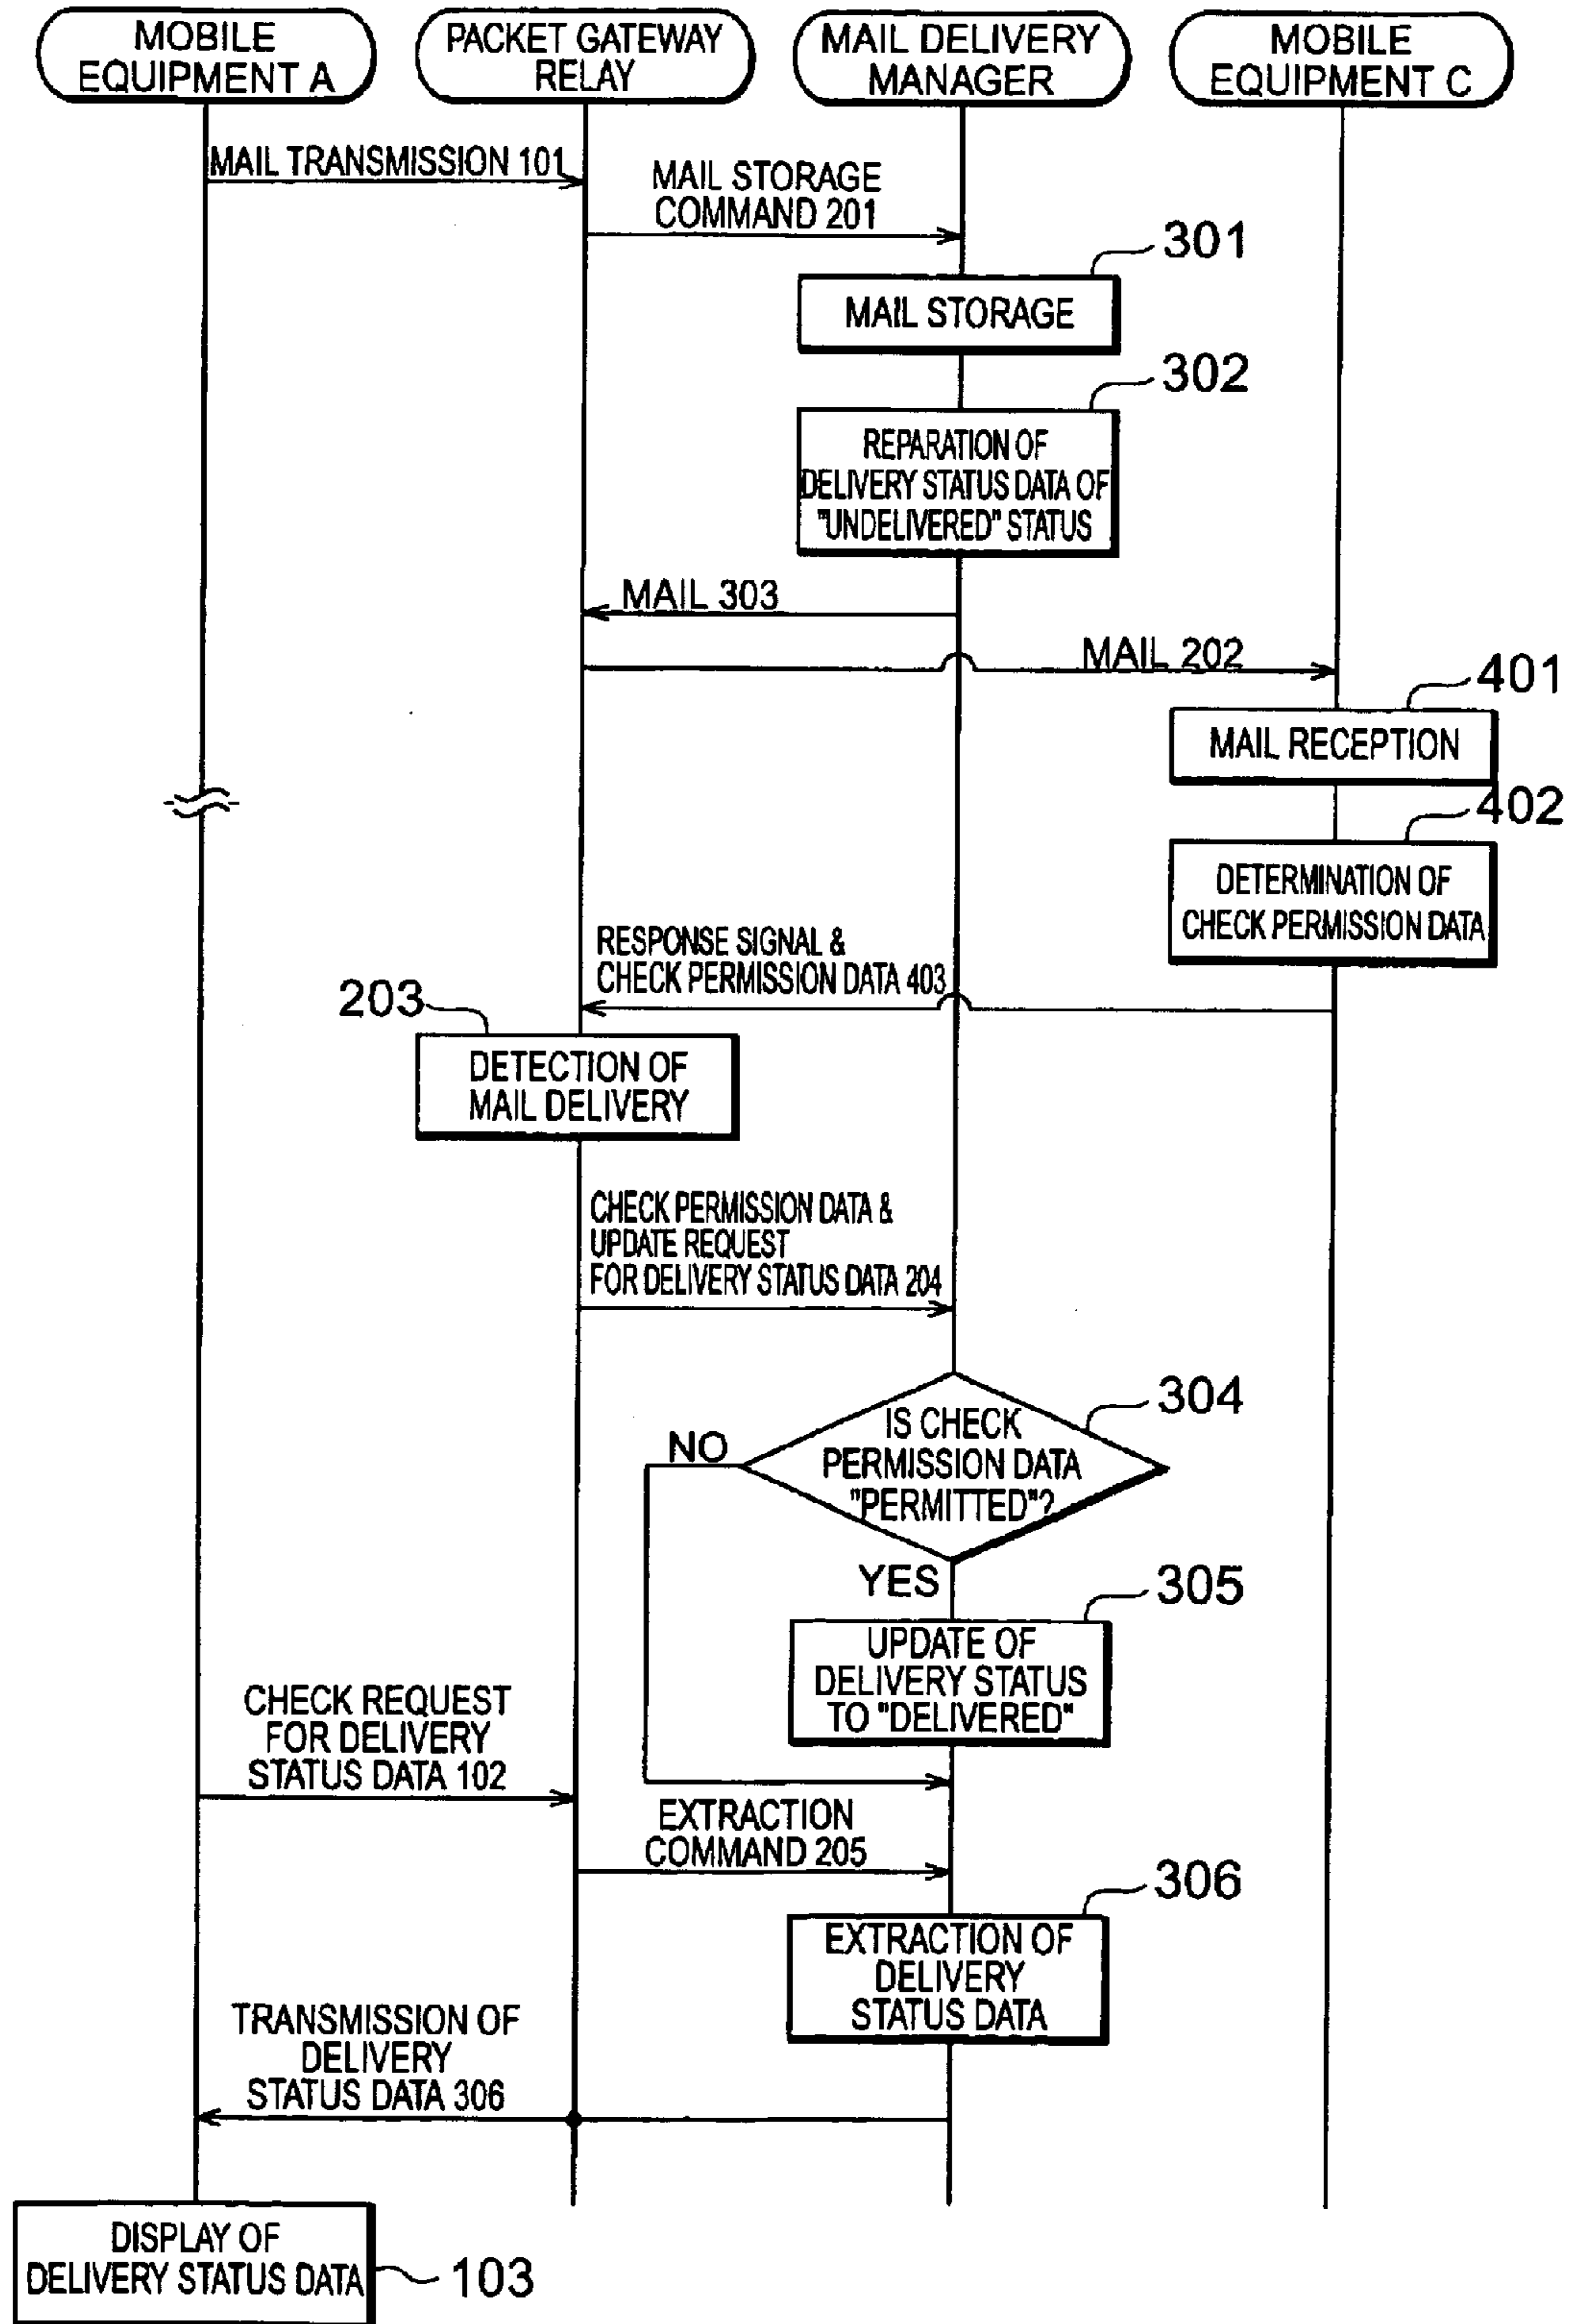 MOBILE
EQUIPMENT A
PACKET GATEWAY
RELAY
MAIL DELIVERY
MANAGER
MOBILE
EQUIPMENT C
MAIL TRANSMISSION 101
MAIL STORAGE
COMMAND 201
301
MAIL STORAGE
302
REPARATION OF
DELIVERY STATUS DATA OF
"UNDELIVERED" STATUS
MAIL 303
MAIL 202
401
MAIL RECEPTION
402
DETERMINATION OF
CHECK PERMISSION DATA
RESPONSE SIGNAL &
CHECK PERMISSION DATA 403
203
DETECTION OF
MAIL DELIVERY
CHECK PERMISSION DATA &
UPDATE REQUEST
FOR DELIVERY STATUS DATA 204
304
IS CHECK
PERMISSION DATA
"PERMITTED"?
NO
YES
305
UPDATE OF
DELIVERY STATUS
TO "DELIVERED"
CHECK REQUEST
FOR DELIVERY
STATUS DATA 102
EXTRACTION
COMMAND 205
306
EXTRACTION OF
DELIVERY
STATUS DATA
TRANSMISSION OF
DELIVERY
STATUS DATA 306
DISPLAY OF
DELIVERY STATUS DATA
103